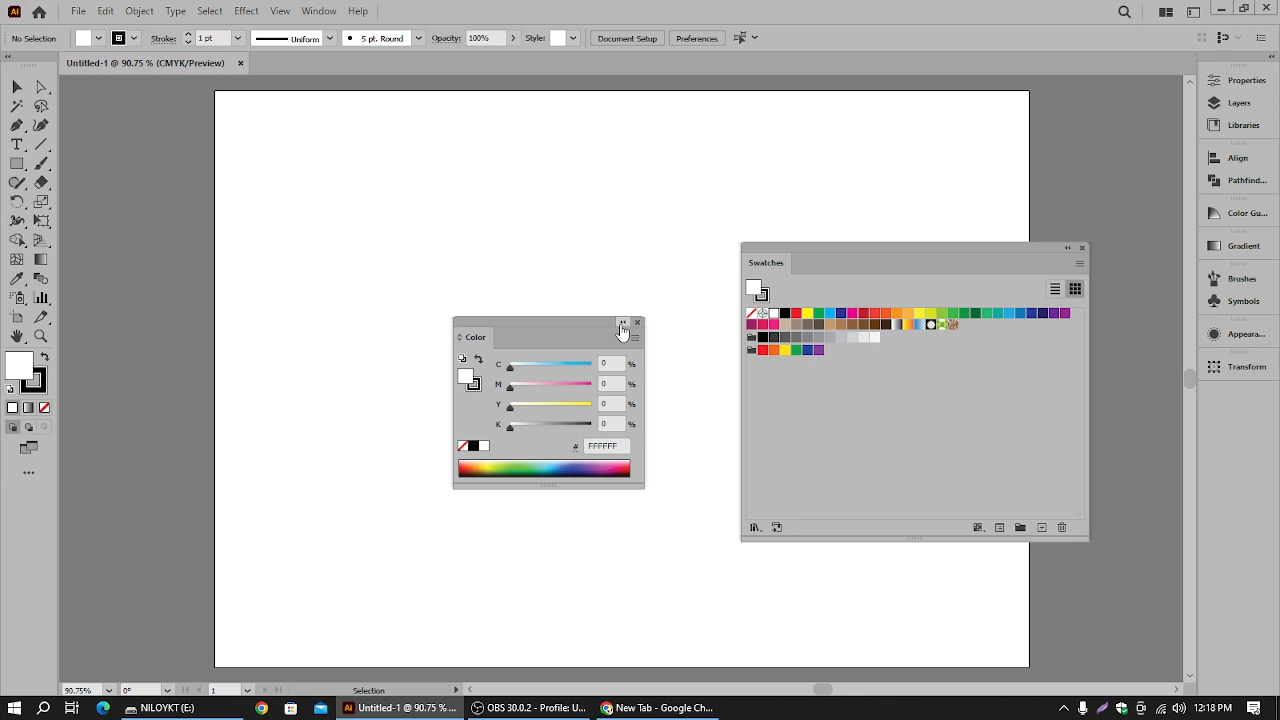 Ai File Edit Object Type Select Effect View Window Help
No Selection Stroke: 1 pt Uniform 5 pt. Round Opacity: 100% Style: Document Setup Preferences
Untitled-1 @ 90.75 % (CMYK/Preview)
Properties
Layers
Libraries
Align
Pathfind...
Color Gu...
Gradient
Brushes
Symbols
Appeara...
Transform
Swatches
Color
C 0 %
M 0 %
Y 0 %
K 0 %
# FFFFFF
90.75% 0° 1 Selection
NILOYKT (E:) Ai Untitled-1 @ 90.75 % (... OBS 30.0.2 - Profile: U... New Tab - Google Ch... 12:18 PM